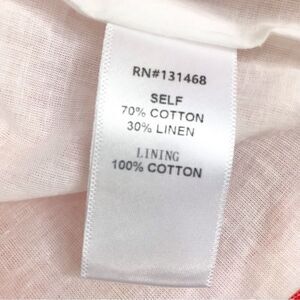 RN#131468
SELF
70% COTTON
30% LINEN
LINING
100% COTTON